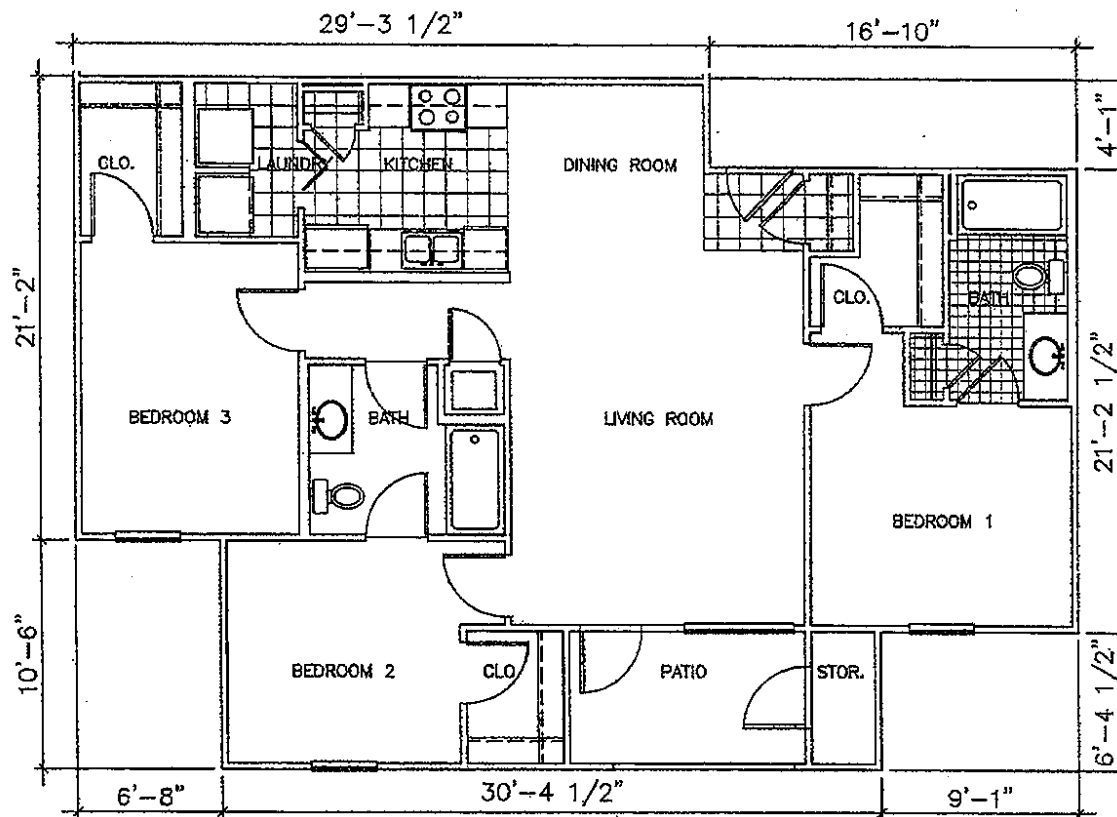 29'-3 1/2"
16'-10"
4'-1"
CLO.
LAUNDRY
KITCHEN
DINING ROOM
21'-2"
CLO.
BATH
BEDROOM 3
BATH
LIVING ROOM
21'-2 1/2"
BEDROOM 1
10'-6"
BEDROOM 2
CLO
PATIO
STOR.
6'-4 1/2"
6'-8"
30'-4 1/2"
9'-1"